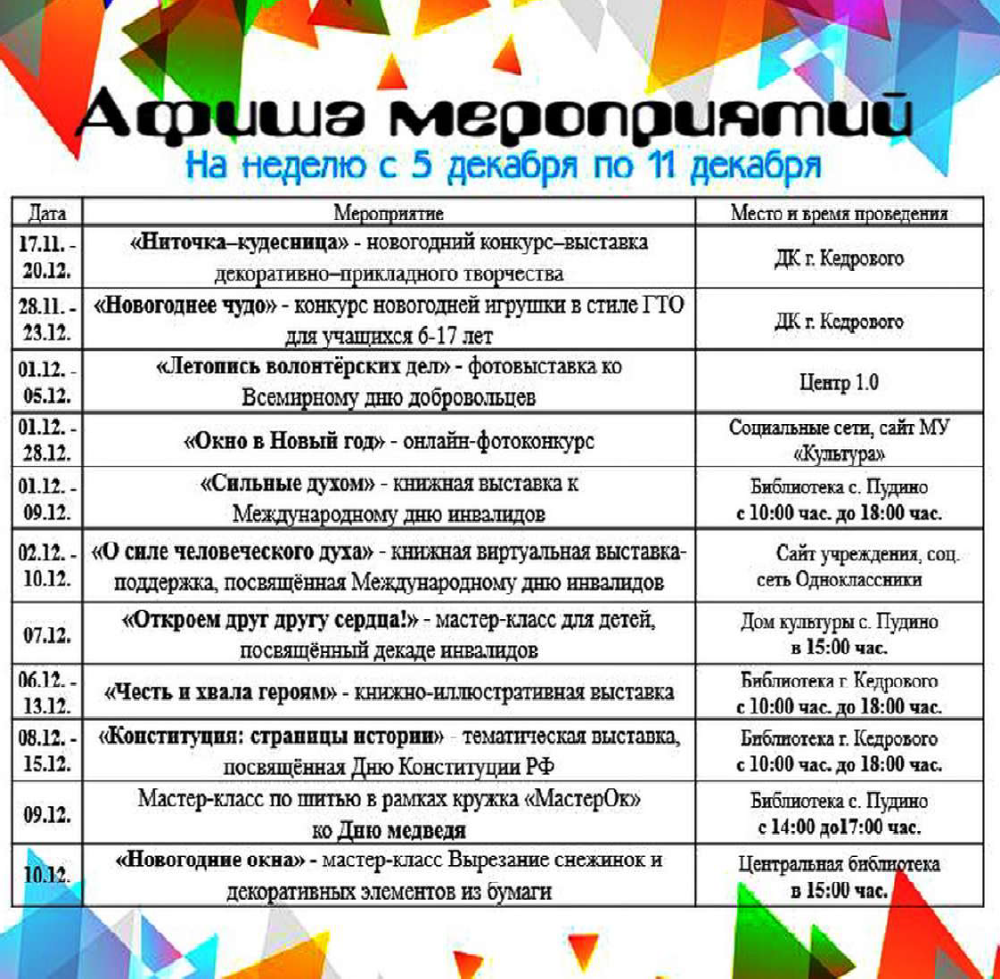 Афиша мероприятий
На неделю с 5 декабря по 11 декабря
Дата Мероприятие Место и время проведения
17.11. -
20.12.
«Ниточка–кудесница» - новогодний конкурс–выставка
декоративно–прикладного творчества
ДК г. Кедрового
28.11. -
23.12.
«Новогоднее чудо» - конкурс новогодней игрушки в стиле ГТО
для учащихся 6-17 лет
ДК г. Кедрового
01.12. -
05.12.
«Летопись волонтёрских дел» - фотовыставка ко
Всемирному дню добровольцев
Центр 1.0
01.12. -
28.12.
«Окно в Новый год» - онлайн-фотоконкурс
Социальные сети, сайт МУ
«Культура»
01.12. -
09.12.
«Сильные духом» - книжная выставка к
Международному дню инвалидов
Библиотека с. Пудино
с 10:00 час. до 18:00 час.
02.12. -
10.12.
«О силе человеческого духа» - книжная виртуальная выставка-
поддержка, посвящённая Международному дню инвалидов
Сайт учреждения, соц.
сеть Одноклассники
07.12.
«Откроем друг другу сердца!» - мастер-класс для детей,
посвящённый декаде инвалидов
Дом культуры с. Пудино
в 15:00 час.
06.12. -
13.12.
«Честь и хвала героям» - книжно-иллюстративная выставка
Библиотека г. Кедрового
с 10:00 час. до 18:00 час.
08.12. -
15.12.
«Конституция: страницы истории» - тематическая выставка,
посвящённая Дню Конституции РФ
Библиотека г. Кедрового
с 10:00 час. до 18:00 час.
09.12.
Мастер-класс по шитью в рамках кружка «МастерОк»
ко Дню медведя
Библиотека с. Пудино
с 14:00 до17:00 час.
10.12.
«Новогодние окна» - мастер-класс Вырезание снежинок и
декоративных элементов из бумаги
Центральная библиотека
в 15:00 час.